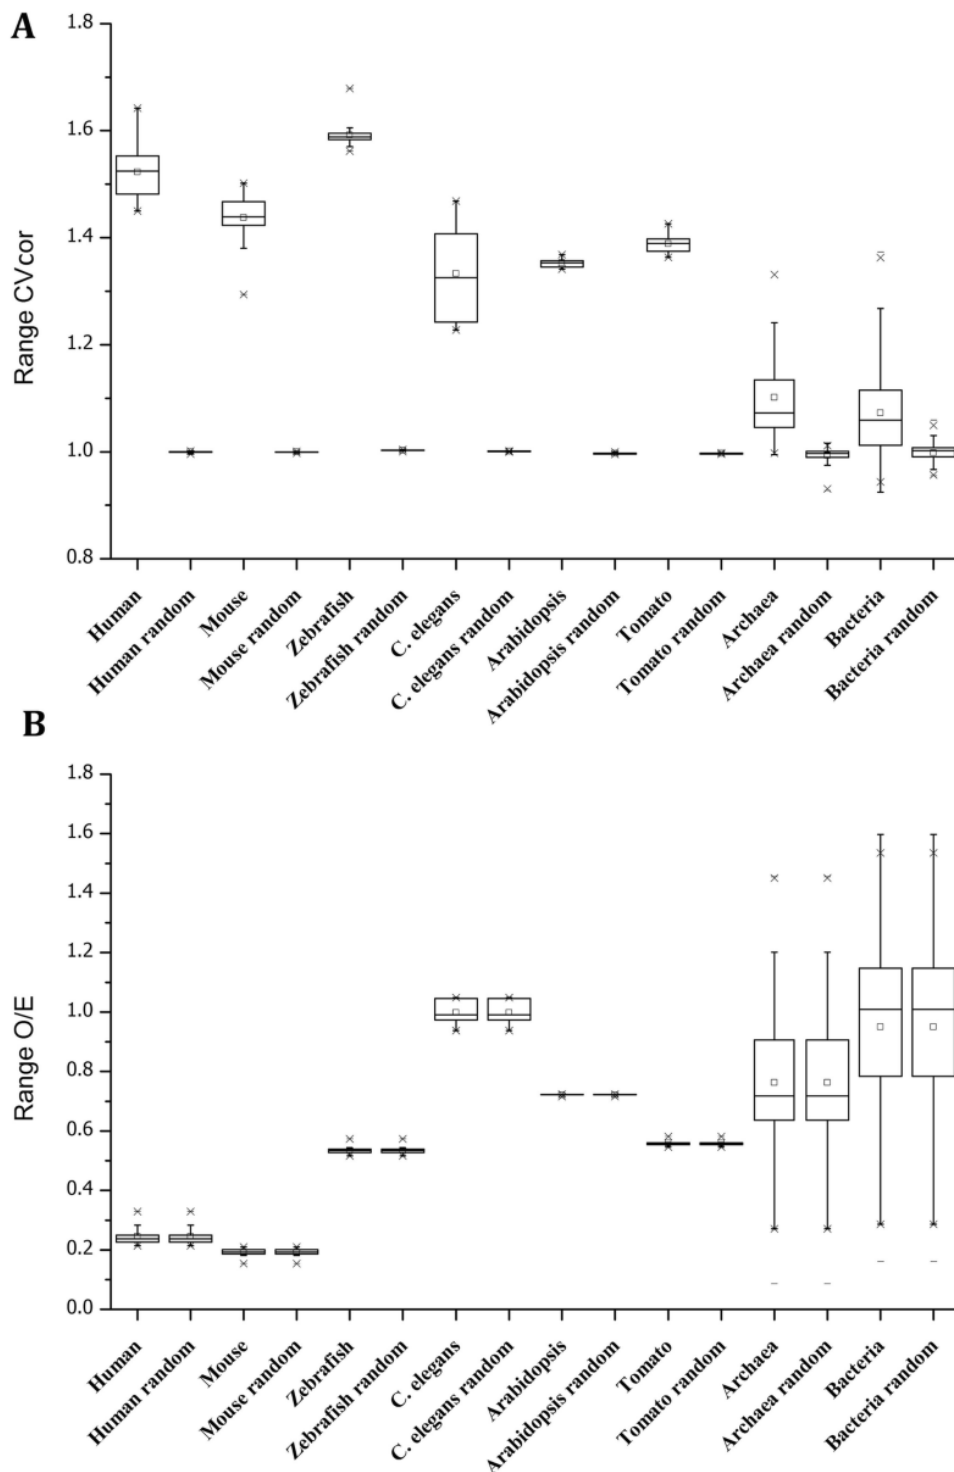 A
Range CVcor
1.8
1.6
1.4
1.2
1.0
0.8
Human
Human random
Mouse
Mouse random
Zebrafish
Zebrafish random
C. elegans
C. elegans random
Arabidopsis
Arabidopsis random
Tomato
Tomato random
Archaea
Archaea random
Bacteria
Bacteria random
B
Range O/E
1.8
1.6
1.4
1.2
1.0
0.8
0.6
0.4
0.2
0.0
Human
Human random
Mouse
Mouse random
Zebrafish
Zebrafish random
C. elegans
C. elegans random
Arabidopsis
Arabidopsis random
Tomato
Tomato random
Archaea
Archaea random
Bacteria
Bacteria random